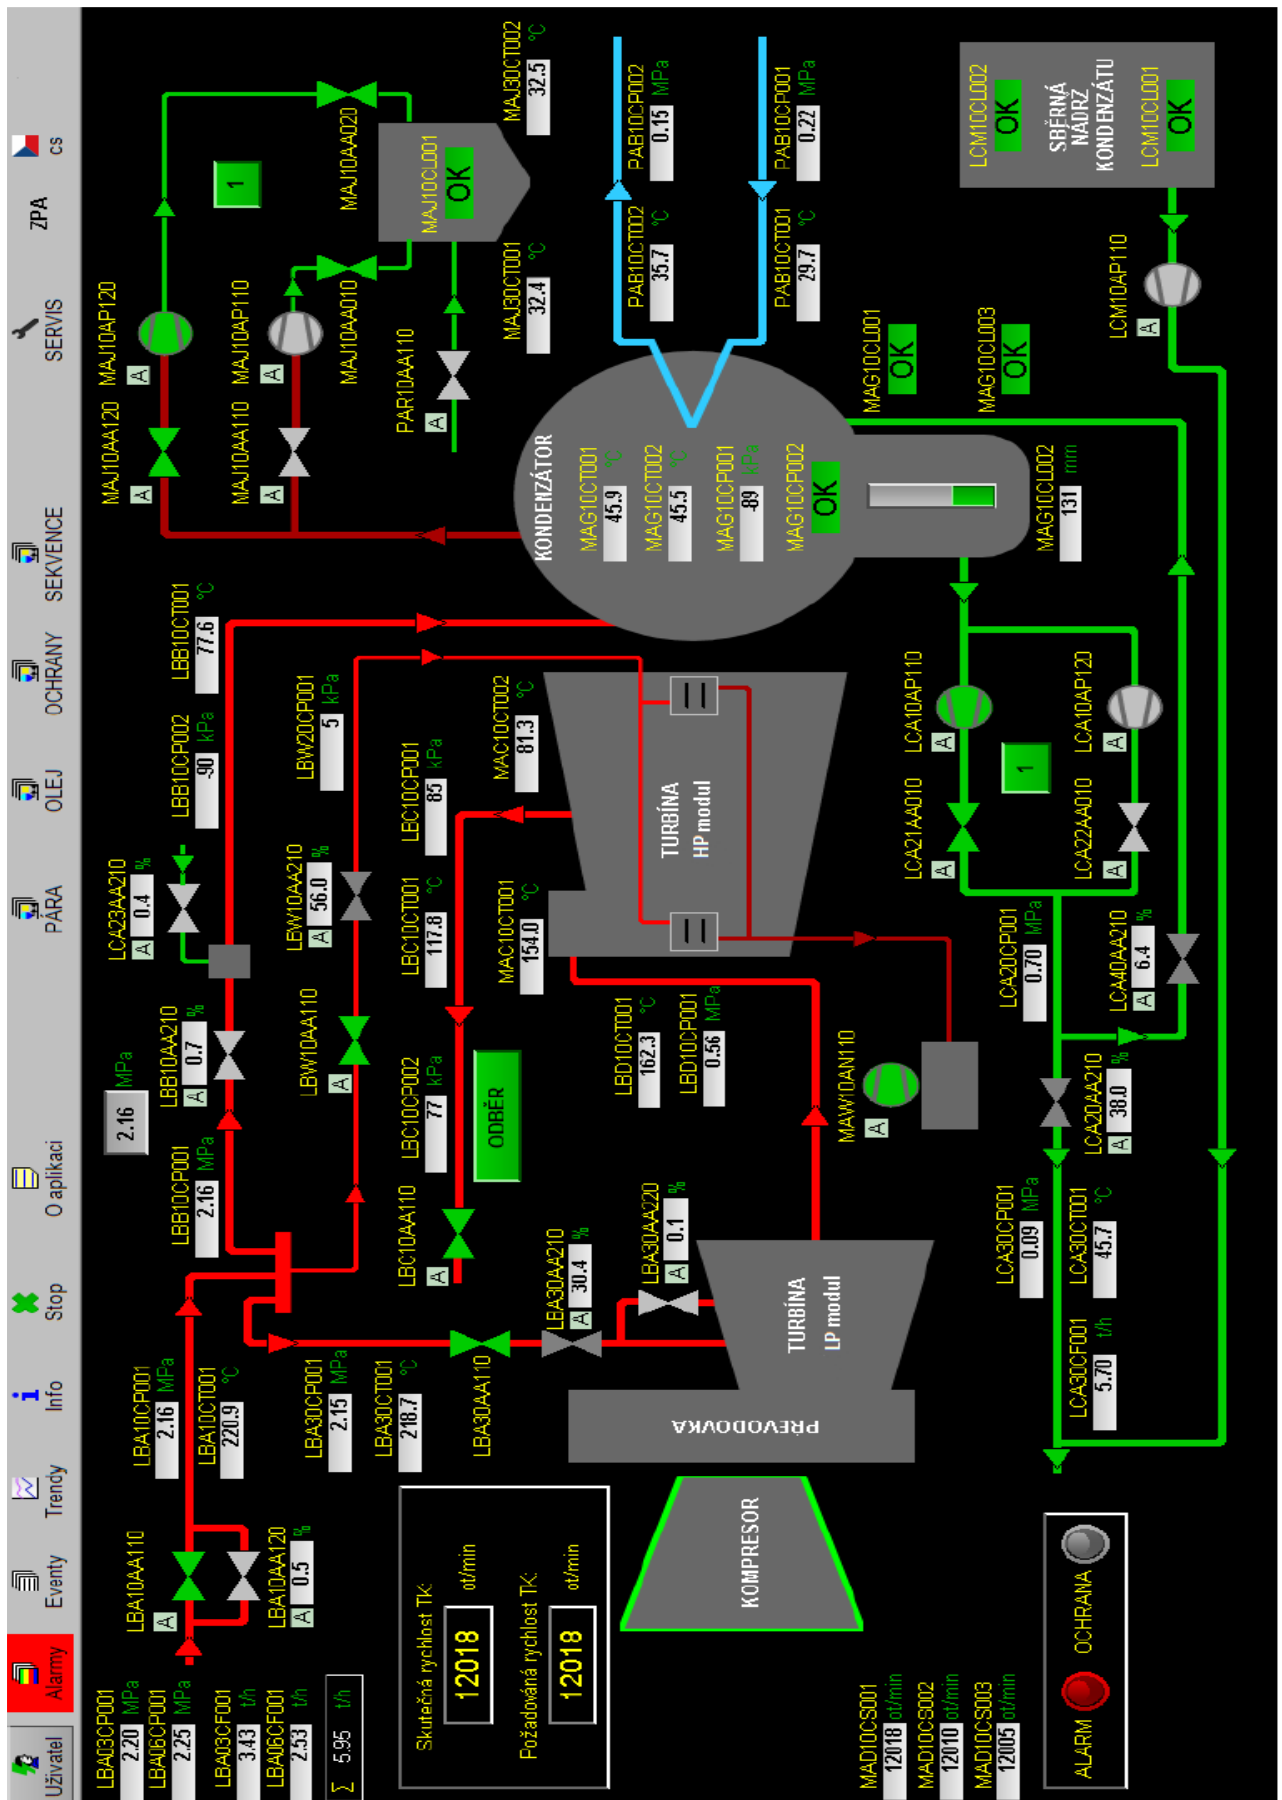 Uživatel
Alarmy
Eventy
Trendy
Info
Stop
O aplikaci
PÁRA
OLEJ
OCHRANY
SEKVENCE
SERVIS
ZPA
cs
LBA03CP001
2.20 MPa
LBA06CP001
2.25 MPa
LBA03CF001
3.43 t/h
LBA06CF001
2.53 t/h
Σ 5.95 t/h
LBA10AA110
A
LBA10AA120
A 0.5 %
LBA10CP001
2.16 MPa
LBA10CT001
220.9 °C
LBB10CP001
2.16 MPa
2.16 MPa
LBB10AA210
A 0.7 %
LCA23AA210
A 0.4 %
LBB10CP002
-90 kPa
LBB10CT001
77.6 °C
MAJ10AA120
A
MAJ10AP120
A
MAJ10AA110
A
MAJ10AP110
A
1
MAJ10AA020
MAJ10AA010
PAR10AA110
A
MAJ10CL001
OK
MAJ30CT001
32.4 °C
MAJ30CT002
32.5 °C
LBA30CP001
2.15 MPa
LBA30CT001
218.7 °C
LBA30AA110
LBA30AA210
A 30.4 %
LBA30AA220
A 0.1 %
LBC10AA110
A
LBC10CP002
77 kPa
ODBĚR
LBW10AA110
A
LBW10AA210
A 56.0 %
LBW20CP001
5 kPa
LBC10CT001
117.8 °C
LBC10CP001
85 kPa
MAC10CT001
154.0 °C
MAC10CT002
81.3 °C
LBD10CT001
162.3 °C
LBD10CP001
0.56 MPa
KONDENZÁTOR
MAG10CT001
45.9 °C
MAG10CT002
45.5 °C
MAG10CP001
-89 kPa
MAG10CP002
OK
MAG10CL002
131 mm
MAG10CL001
OK
MAG10CL003
OK
PAB10CT002
35.7 °C
PAB10CP002
0.15 MPa
PAB10CT001
29.7 °C
PAB10CP001
0.22 MPa
Skutečná rychlost TK:
12018 ot/min
Požadovaná rychlost TK:
12018 ot/min
KOMPRESOR
PŘEVODOVKA
TURBÍNA
LP modul
TURBÍNA
HP modul
MAW10AN110
A
LCA21AA010
A
LCA10AP110
A
LCA22AA010
A
LCA10AP120
A
1
LCA20CP001
0.70 MPa
LCA40AA210
A 6.4 %
LCA20AA210
A 38.0 %
LCA30CP001
0.09 MPa
LCA30CT001
45.7 °C
LCA30CF001
5.70 t/h
LCM10AP110
A
LCM10CL002
OK
SBĚRNÁ
NÁDRŽ
KONDENZÁTU
LCM10CL001
OK
MAD10CS001
12018 ot/min
MAD10CS002
12010 ot/min
MAD10CS003
12005 ot/min
ALARM
OCHRANA